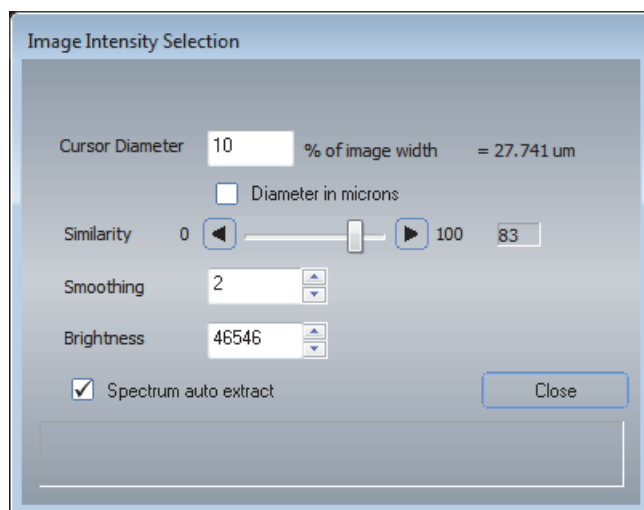 Image Intensity Selection
Cursor Diameter 10 % of image width = 27.741 um
Diameter in microns
Similarity 0 100 83
Smoothing 2
Brightness 46546
Spectrum auto extract Close